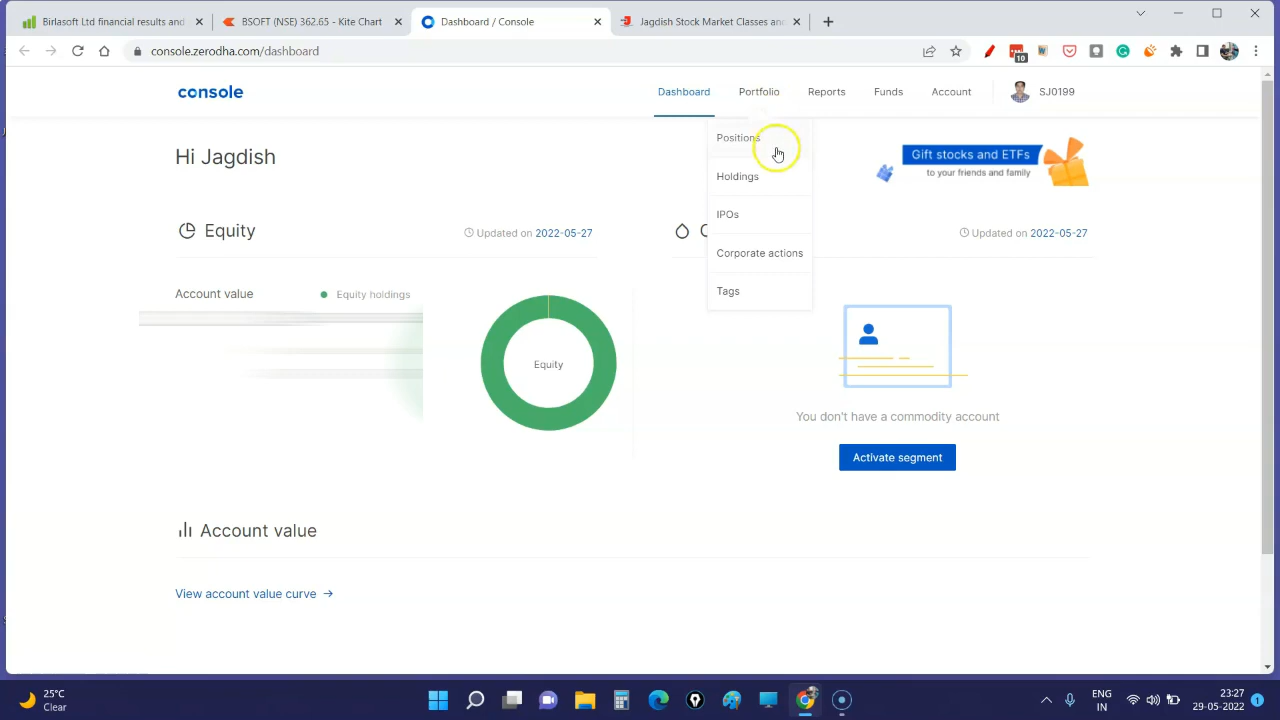 Birlasoft Ltd financial results and
BSOFT (NSE) 362.65 - Kite Chart
Dashboard / Console
Jagdish Stock Market Classes and
console.zerodha.com/dashboard
10
console
Dashboard
Portfolio
Reports
Funds
Account
SJ0199
Positions
Holdings
IPOs
Corporate actions
Tags
Hi Jagdish
Gift stocks and ETFs
to your friends and family
Equity
Updated on 2022-05-27
C
Updated on 2022-05-27
Account value
Equity holdings
Equity
You don't have a commodity account
Activate segment
Account value
View account value curve →
25°C
Clear
ENG
IN
23:27
29-05-2022
1